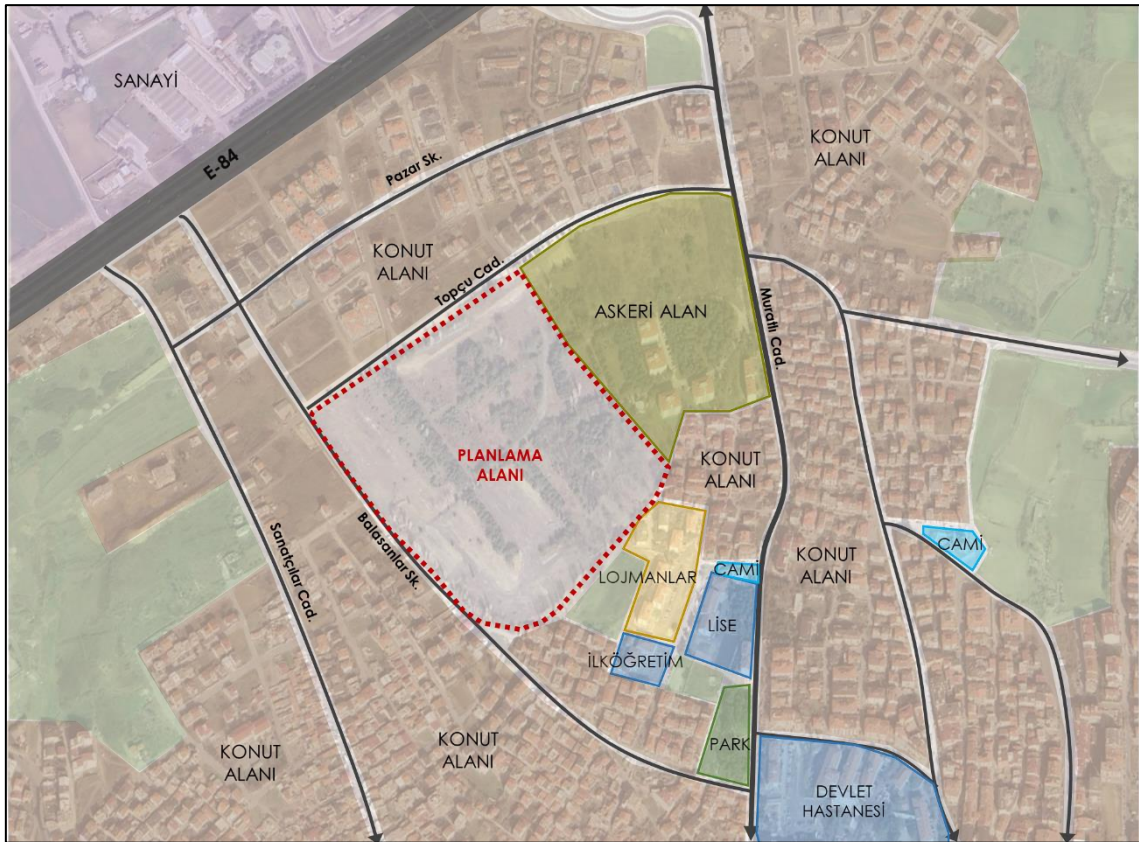 SANAYİ
E-84
Pazar Sk.
KONUT
ALANI
KONUT
ALANI
Topçu Cad.
ASKERİ ALAN
Muratlı Cad.
PLANLAMA
ALANI
KONUT
ALANI
Balasanlar Sk.
Sanatçılar Cad.
CAMİ
KONUT
ALANI
CAMİ
LOJMANLAR
LİSE
İLKÖĞRETİM
PARK
KONUT
ALANI
KONUT
ALANI
DEVLET
HASTANESİ